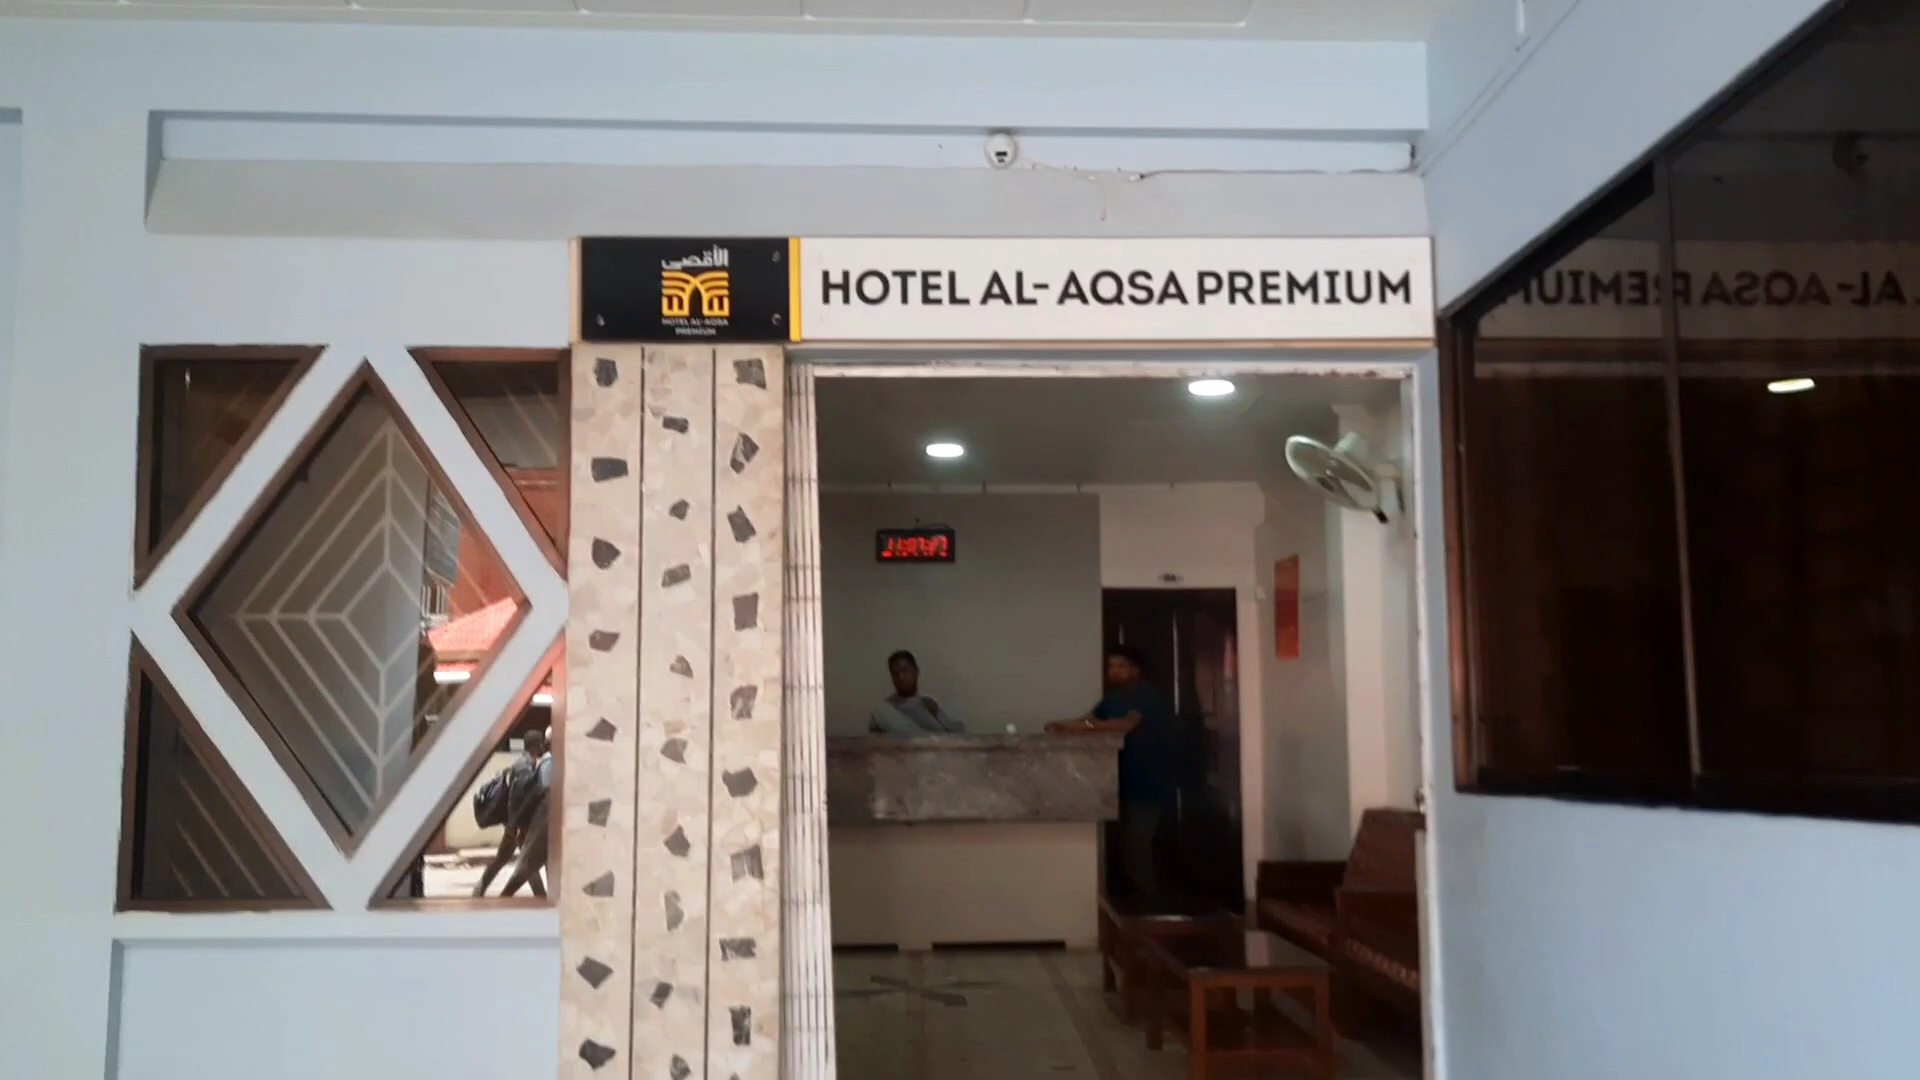 الأقصى
HOTEL AL-AQSA
PREMIUM
HOTEL AL-AQSA PREMIUM